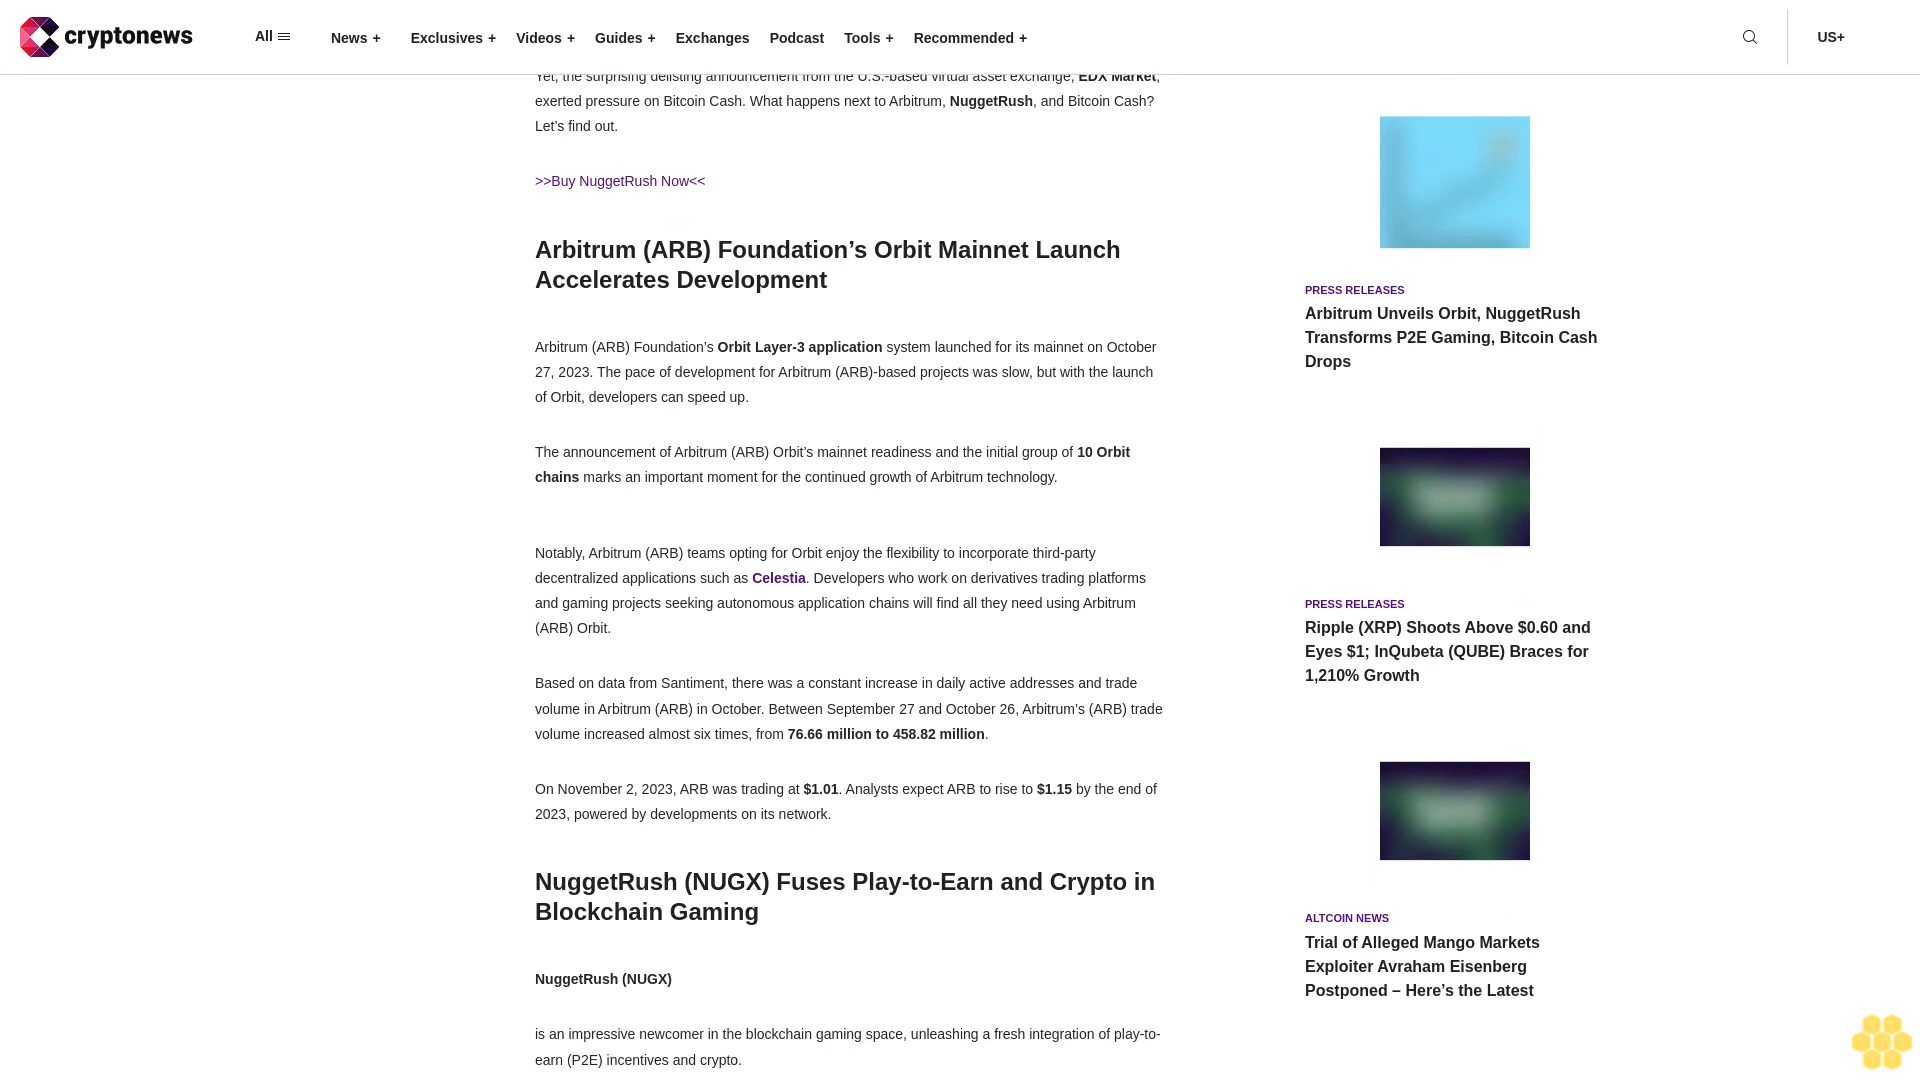 cryptonews
All
News +
Exclusives +
Videos +
Guides +
Exchanges
Podcast
Tools +
Recommended +
US+
Yet, the surprising delisting announcement from the U.S.-based virtual asset exchange, EDX Market,
exerted pressure on Bitcoin Cash. What happens next to Arbitrum, NuggetRush, and Bitcoin Cash?
Let’s find out.
>>Buy NuggetRush Now<<
Arbitrum (ARB) Foundation’s Orbit Mainnet Launch
Accelerates Development
Arbitrum (ARB) Foundation’s Orbit Layer-3 application system launched for its mainnet on October
27, 2023. The pace of development for Arbitrum (ARB)-based projects was slow, but with the launch
of Orbit, developers can speed up.
The announcement of Arbitrum (ARB) Orbit’s mainnet readiness and the initial group of 10 Orbit
chains marks an important moment for the continued growth of Arbitrum technology.
Notably, Arbitrum (ARB) teams opting for Orbit enjoy the flexibility to incorporate third-party
decentralized applications such as Celestia. Developers who work on derivatives trading platforms
and gaming projects seeking autonomous application chains will find all they need using Arbitrum
(ARB) Orbit.
Based on data from Santiment, there was a constant increase in daily active addresses and trade
volume in Arbitrum (ARB) in October. Between September 27 and October 26, Arbitrum’s (ARB) trade
volume increased almost six times, from 76.66 million to 458.82 million.
On November 2, 2023, ARB was trading at $1.01. Analysts expect ARB to rise to $1.15 by the end of
2023, powered by developments on its network.
NuggetRush (NUGX) Fuses Play-to-Earn and Crypto in
Blockchain Gaming
NuggetRush (NUGX)
is an impressive newcomer in the blockchain gaming space, unleashing a fresh integration of play-to-
earn (P2E) incentives and crypto.
PRESS RELEASES
Arbitrum Unveils Orbit, NuggetRush
Transforms P2E Gaming, Bitcoin Cash
Drops
PRESS RELEASES
Ripple (XRP) Shoots Above $0.60 and
Eyes $1; InQubeta (QUBE) Braces for
1,210% Growth
ALTCOIN NEWS
Trial of Alleged Mango Markets
Exploiter Avraham Eisenberg
Postponed – Here’s the Latest